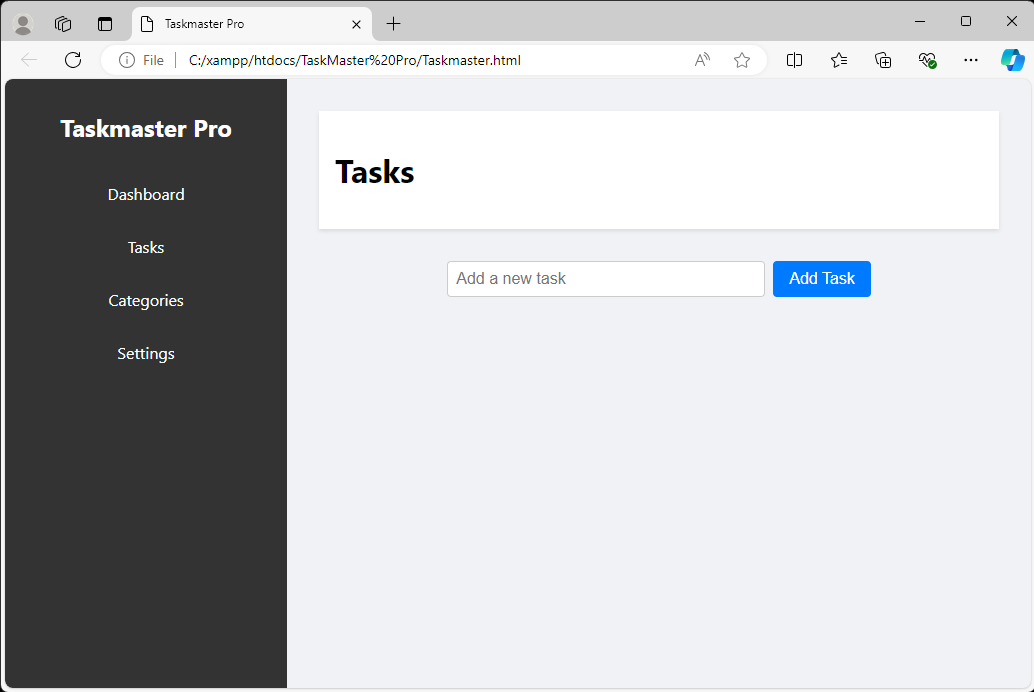 Taskmaster Pro
File
C:/xampp/htdocs/TaskMaster%20Pro/Taskmaster.html
Taskmaster Pro
Dashboard
Tasks
Categories
Settings
Tasks
Add a new task
Add Task